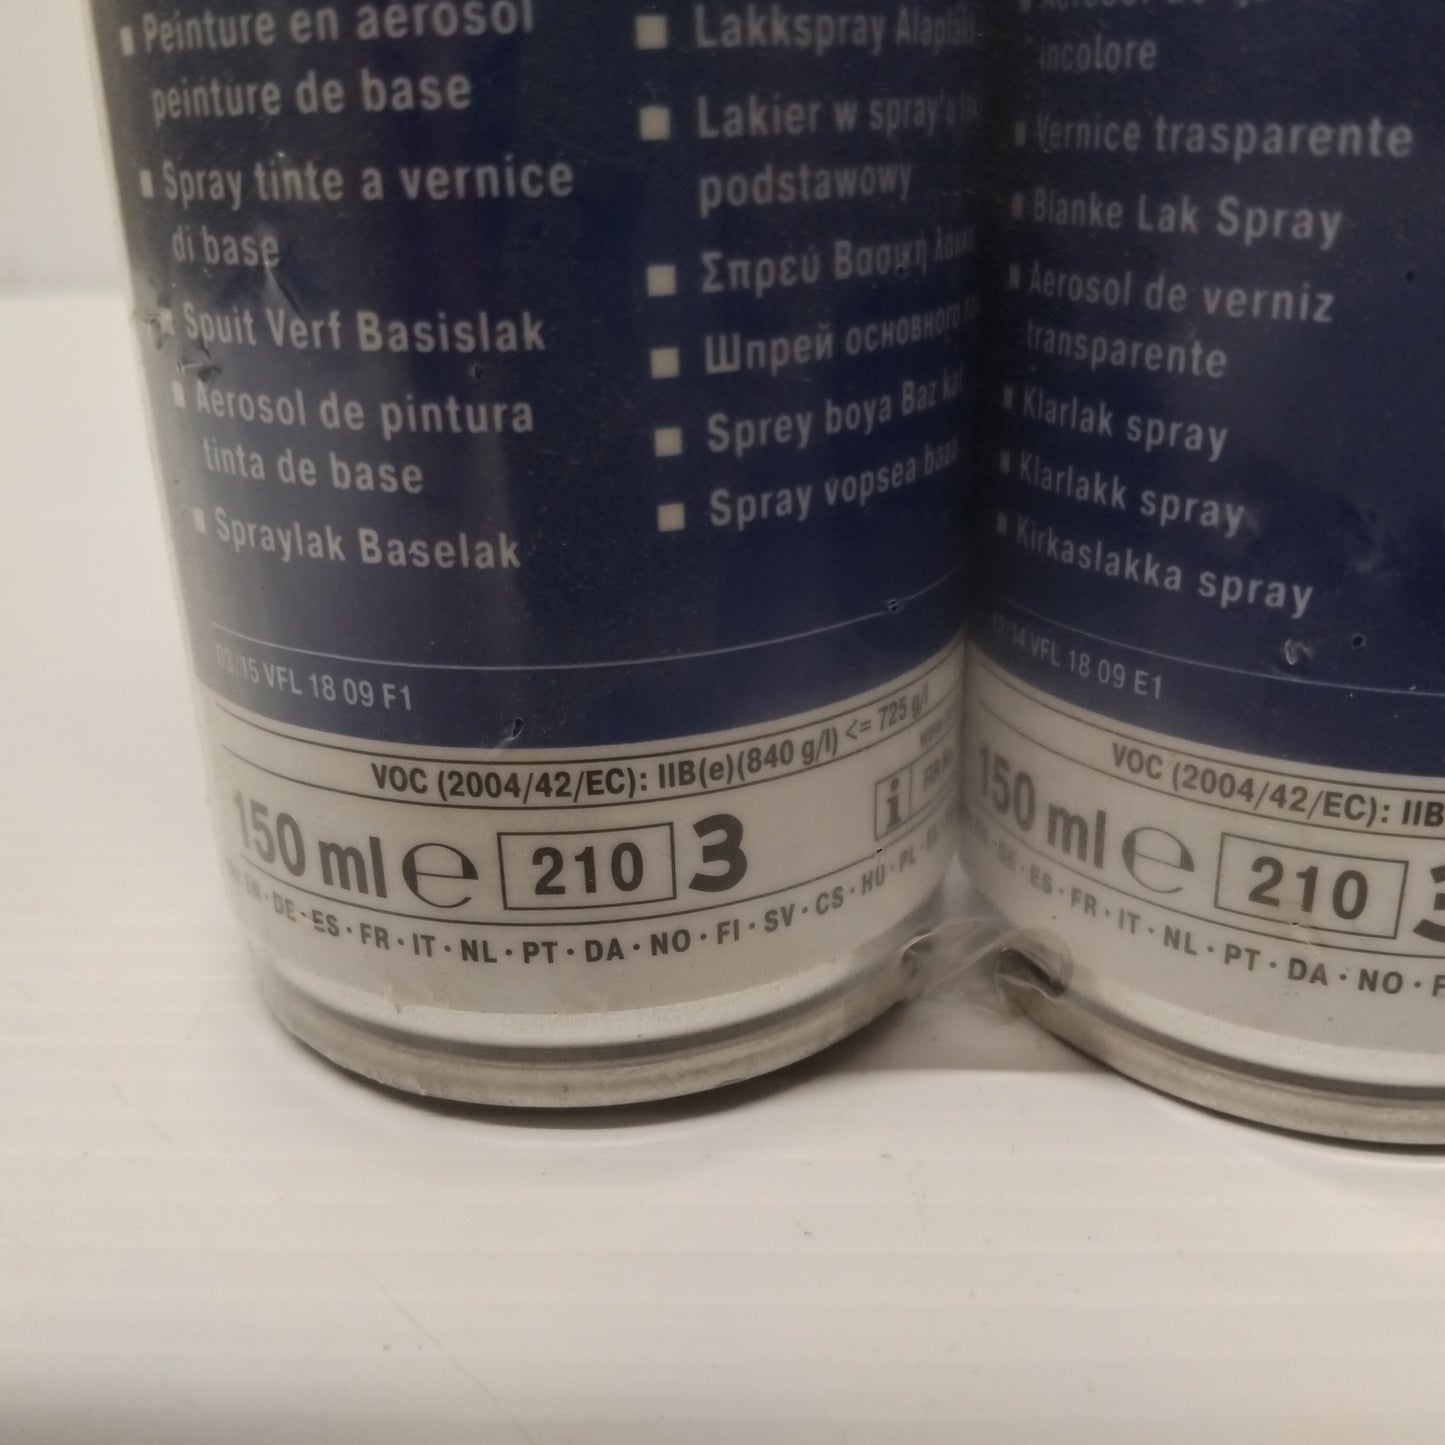 Peinture en aérosol
peinture de base
Spray tinte a vernice
di base
Spuit Verf Basislak
Aerosol de pintura
tinta de base
Spraylak Baselak
Lakkspray
Lakier w spray'u
podstawowy
Σπρεϋ Βασική
Шпрей основного
Sprey boya Baz kat
Spray vopsea baza
03 15 VFL 18 09 F1
VOC (2004/42/EC): IIB(e)(840 g/l) <= 725 g/l
150 ml e 210 3
i
EN · DE · ES · FR · IT · NL · PT · DA · NO · FI · SV · CS · HU · PL
incolore
Vernice trasparente
Blanke Lak Spray
Aerosol de verniz
transparente
Klarlak spray
Klarlakk spray
Kirkaslakka spray
VFL 18 09 E1
VOC (2004/42/EC): IIB
150 ml e 210 3
DE · ES · FR · IT · NL · PT · DA · NO · F